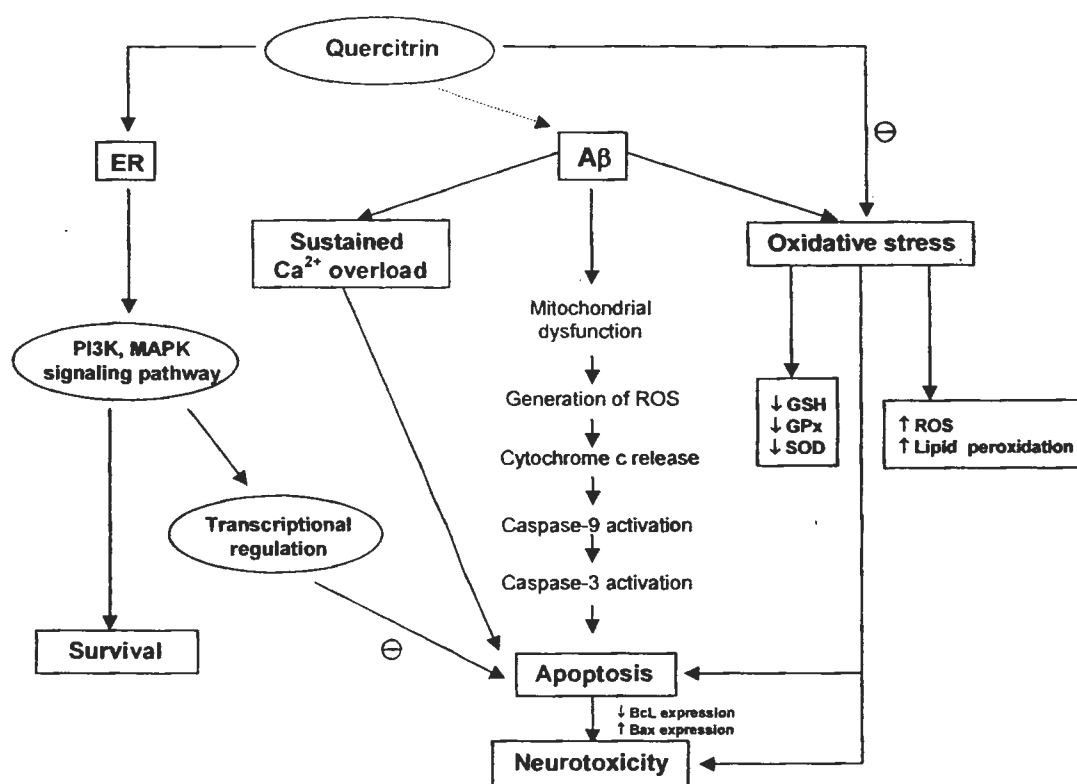 Quercitrin
⊖
ER
Aβ
Sustained
Ca²⁺ overload
Oxidative stress
Mitochondrial
dysfunction
PI3K, MAPK
signaling pathway
Generation of ROS
↓ GSH
↓ GPx
↓ SOD
↑ ROS
↑ Lipid peroxidation
Cytochrome c release
Transcriptional
regulation
Caspase-9 activation
Caspase-3 activation
Survival
⊖
Apoptosis
↓ BcL expression
↑ Bax expression
Neurotoxicity